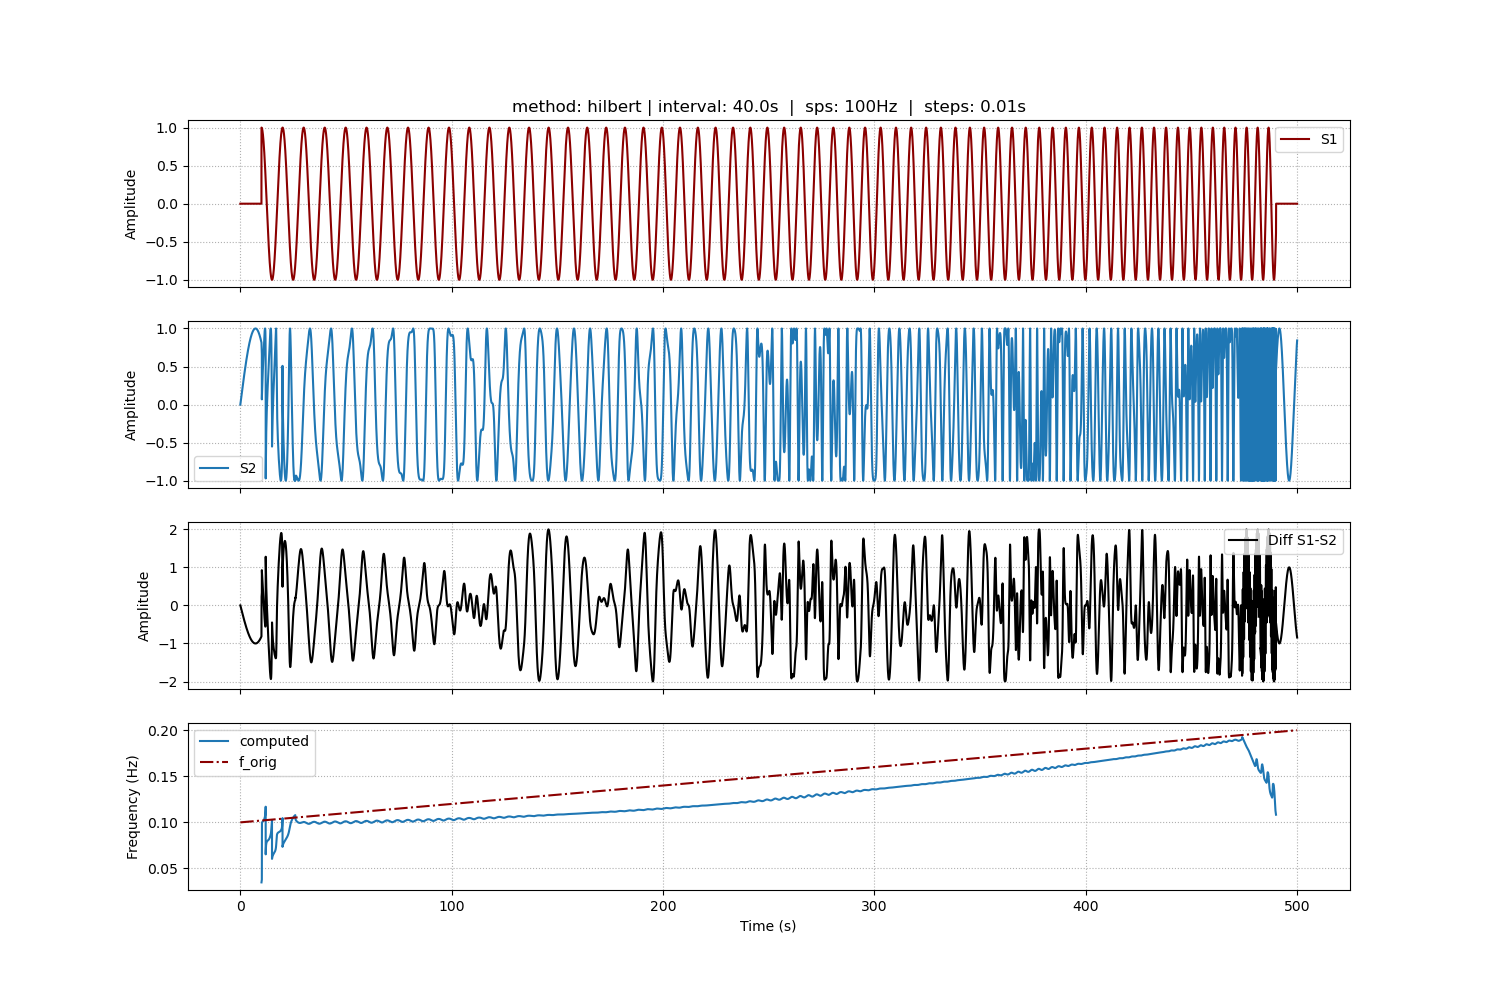 method: hilbert | interval: 40.0s  |  sps: 100Hz  |  steps: 0.01s
1.0
0.5
0.0
−0.5
−1.0
Amplitude
S1
1.0
0.5
0.0
−0.5
−1.0
Amplitude
S2
2
1
0
−1
−2
Amplitude
Diff S1-S2
0.20
0.15
0.10
0.05
Frequency (Hz)
computed
f_orig
0 100 200 300 400 500
Time (s)